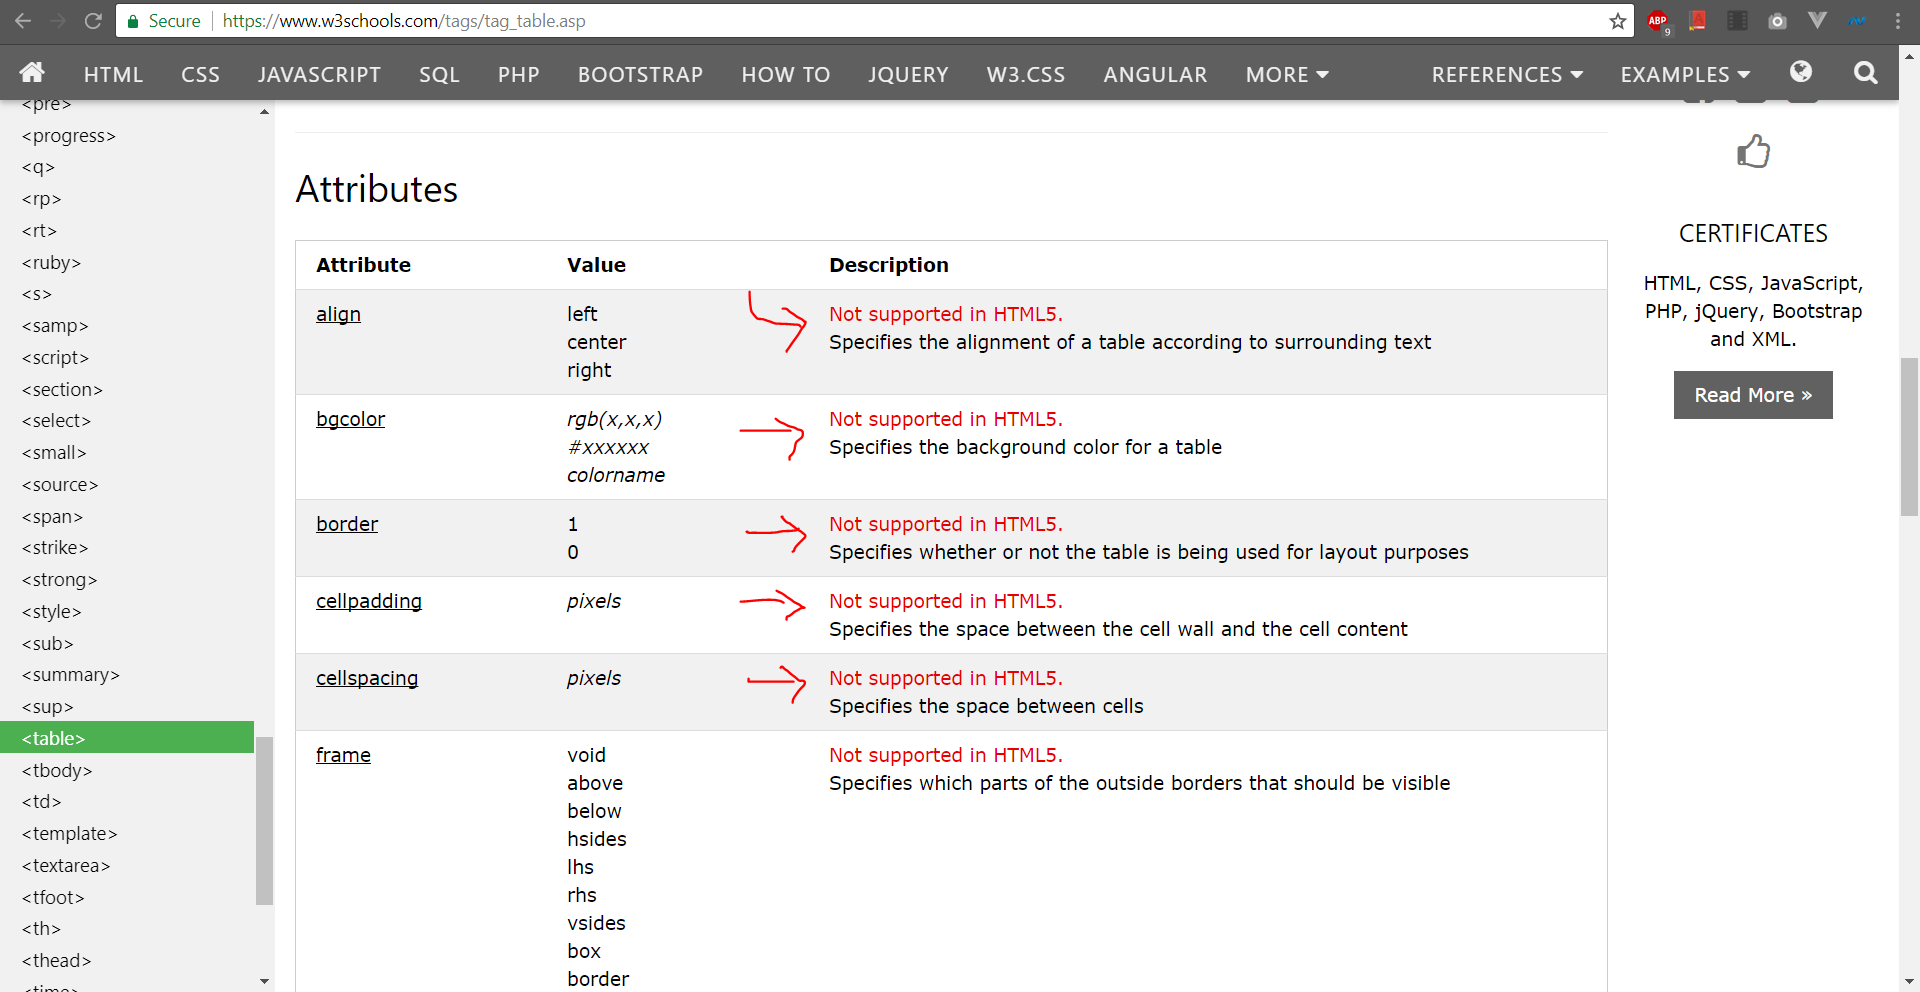 Secure | https://www.w3schools.com/tags/tag_table.asp
ABP
9
HTML CSS JAVASCRIPT SQL PHP BOOTSTRAP HOW TO JQUERY W3.CSS ANGULAR MORE REFERENCES EXAMPLES
<pre>
<progress>
<q>
<rp>
<rt>
<ruby>
<s>
<samp>
<script>
<section>
<select>
<small>
<source>
<span>
<strike>
<strong>
<style>
<sub>
<summary>
<sup>
<table>
<tbody>
<td>
<template>
<textarea>
<tfoot>
<th>
<thead>
<time>
Attributes
Attribute Value Description
align left Not supported in HTML5.
center Specifies the alignment of a table according to surrounding text
right
bgcolor rgb(x,x,x) Not supported in HTML5.
#xxxxxx Specifies the background color for a table
colorname
border 1 Not supported in HTML5.
0 Specifies whether or not the table is being used for layout purposes
cellpadding pixels Not supported in HTML5.
Specifies the space between the cell wall and the cell content
cellspacing pixels Not supported in HTML5.
Specifies the space between cells
frame void Not supported in HTML5.
above Specifies which parts of the outside borders that should be visible
below
hsides
lhs
rhs
vsides
box
border
CERTIFICATES
HTML, CSS, JavaScript,
PHP, jQuery, Bootstrap
and XML.
Read More »